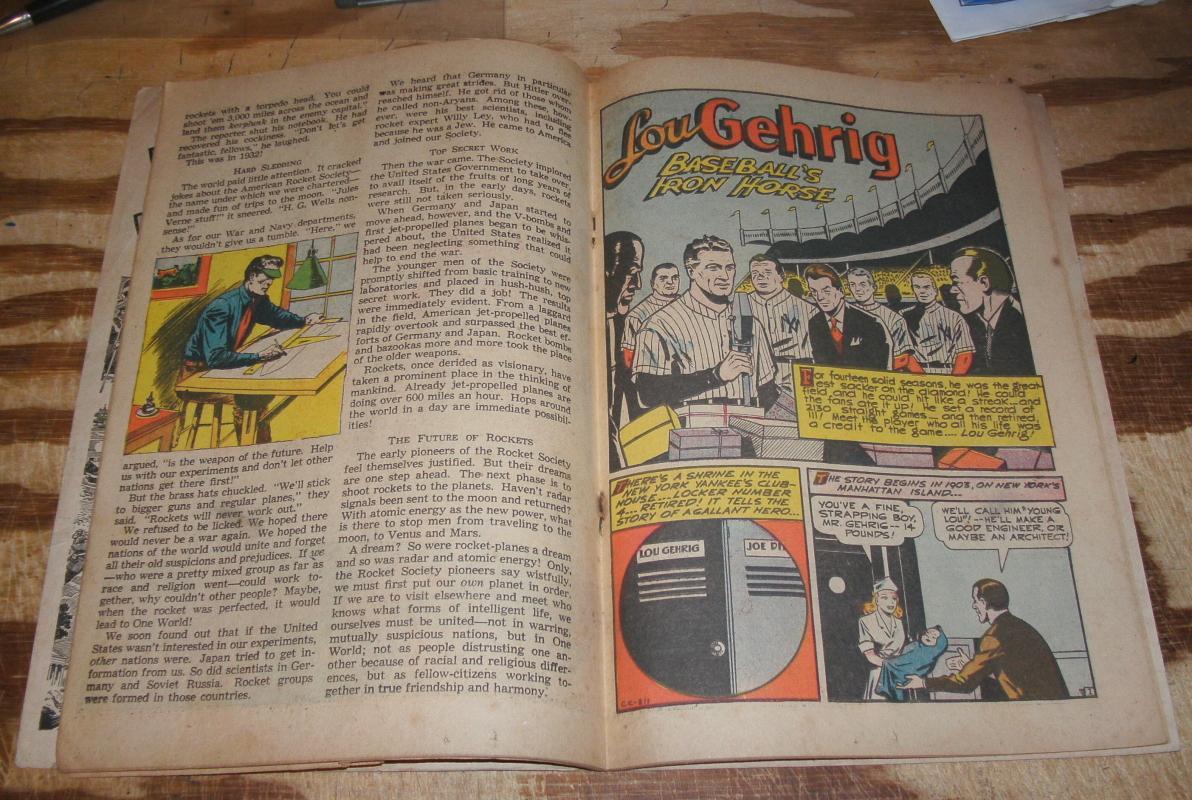 rockets with a torpedo head. You could
shoot 'em 3,000 miles across the ocean and
land them kerplunk in the enemy capital."
The reporter shut his notebook. He had
recovered his cockiness. "Don't let's get
fantastic, fellows," he laughed.
This was in 1932!
HARD SLEDDING
The world paid little attention. It cracked
jokes about the American Rocket Society—
the name under which we were chartered—
and made fun of trips to the moon. "Jules
Verne stuff!" it sneered. "H. G. Wells non-
sense!"
As for our War and Navy departments,
they wouldn't give us a tumble. "Here," we
argued, "is the weapon of the future. Help
us with our experiments and don't let other
nations get there first!"
But the brass hats chuckled. "We'll stick
to bigger guns and regular planes," they
said. "Rockets will never work out."
We refused to be licked. We hoped there
would never be a war again. We hoped the
nations of the world would unite and forget
all their old suspicions and prejudices. If we
—who were a pretty mixed group as far as
race and religion went—could work to-
gether, why couldn't other people? Maybe,
when the rocket was perfected, it would
lead to One World!
We soon found out that if the United
States wasn't interested in our experiments,
other nations were. Japan tried to get in-
formation from us. So did scientists in Ger-
many and Soviet Russia. Rocket groups
were formed in those countries.
We heard that Germany in particular
was making great strides. But Hitler over-
reached himself. He got rid of those whom
he called non-Aryans. Among these, how-
ever, were his best scientists, including
rocket expert Willy Ley, who had to flee
because he was a Jew. He came to America
and joined our Society.
TOP SECRET WORK
Then the war came. The Society implored
the United States Government to take over,
to avail itself of the fruits of long years of
research. But, in the early days, rockets
were still not taken seriously.
When Germany and Japan started to
move ahead, however, and the V-bombs and
first jet-propelled planes began to be whis-
pered about, the United States realized it
had been neglecting something that could
help to end the war.
The younger men of the Society were
promptly shifted from basic training to new
laboratories and placed in hush-hush, top
secret work. They did a job! The results
were immediately evident. From a laggard
in the field, American jet-propelled planes
rapidly overtook and surpassed the best ef-
forts of Germany and Japan. Rocket bombs
and bazookas more and more took the place
of the older weapons.
Rockets, once derided as visionary, have
taken a prominent place in the thinking of
mankind. Already jet-propelled planes are
doing over 600 miles an hour. Hops around
the world in a day are immediate possibil-
ities!
THE FUTURE OF ROCKETS
The early pioneers of the Rocket Society
feel themselves justified. But their dreams
are one step ahead. The next phase is to
shoot rockets to the planets. Haven't radar
signals been sent to the moon and returned?
With atomic energy as the new power, what
is there to stop men from traveling to the
moon, to Venus and Mars.
A dream? So were rocket-planes a dream
and so was radar and atomic energy! Only,
the Rocket Society pioneers say wistfully,
we must first put our own planet in order.
If we are to visit elsewhere and meet who
knows what forms of intelligent life, we
ourselves must be united—not in warring,
mutually suspicious nations, but in One
World; not as people distrusting one an-
other because of racial and religious differ-
ences, but as fellow-citizens working to-
gether in true friendship and harmony.
Lou Gehrig
BASEBALL'S
IRON HORSE
NY
FOR fourteen solid seasons, he was the great-
est sacker on the diamond! He could
field, and he could hit like a streak...and
the fans ate it up! He set a record of
2130 straight games... and then retired,
ill! Meet the player who all his life was
a credit to the game.... Lou Gehrig!
THERE'S A SHRINE IN THE
NEW YORK YANKEE'S CLUB-
HOUSE... LOCKER NUMBER
4... RETIRED! IT TELLS THE
STORY OF A GALLANT HERO...
LOU GEHRIG
JOE DI
C.C.-811
THE STORY BEGINS IN 1903, ON NEW YORK'S
MANHATTAN ISLAND...
YOU'VE A FINE,
STRAPPING BOY,
MR. GEHRIG-- 14
POUNDS!
WE'LL CALL HIM "YOUNG
LOU"!--HE'LL MAKE A
GOOD ENGINEER, OR
MAYBE AN ARCHITECT!